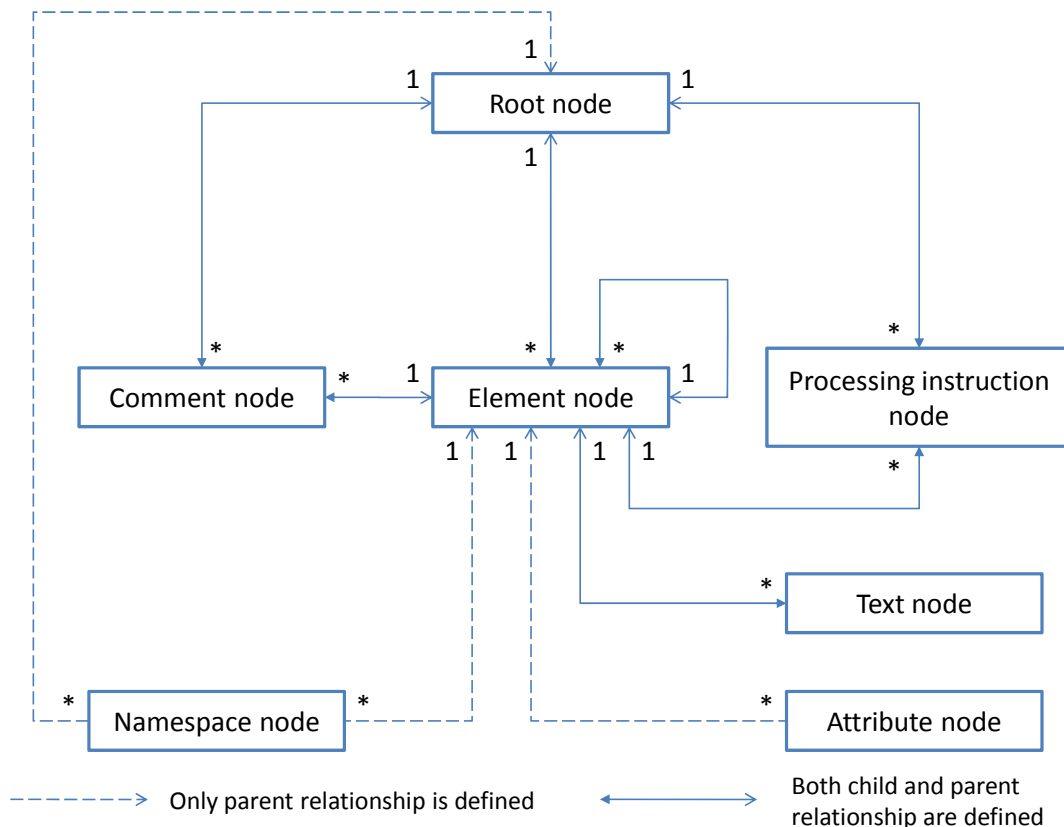 1
1
Root node
1
1
*
*
*
*
Comment node
*
1
Element node
1
Processing instruction
node
1
1
1
1
*
*
Text node
*
Namespace node
*
*
Attribute node
Only parent relationship is defined
Both child and parent
relationship are defined